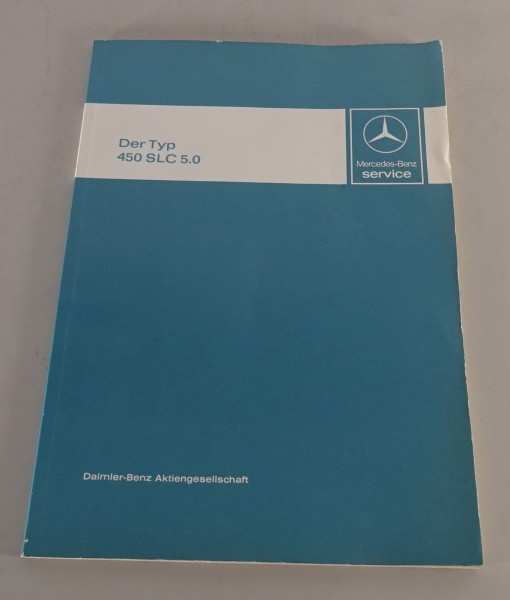 Der Typ
450 SLC 5.0
Mercedes-Benz
service
Daimler-Benz Aktiengesellschaft